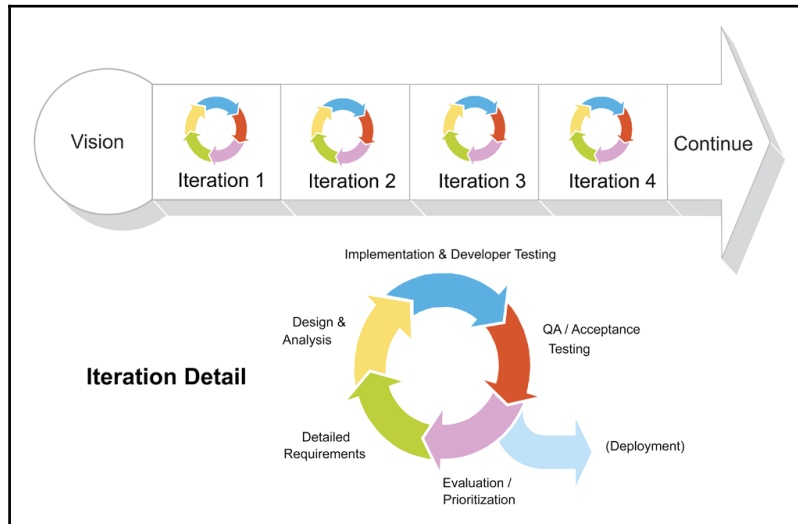 Vision
Iteration 1
Iteration 2
Iteration 3
Iteration 4
Continue
Implementation & Developer Testing
Design &
Analysis
QA / Acceptance
Testing
Iteration Detail
Detailed
Requirements
(Deployment)
Evaluation /
Prioritization